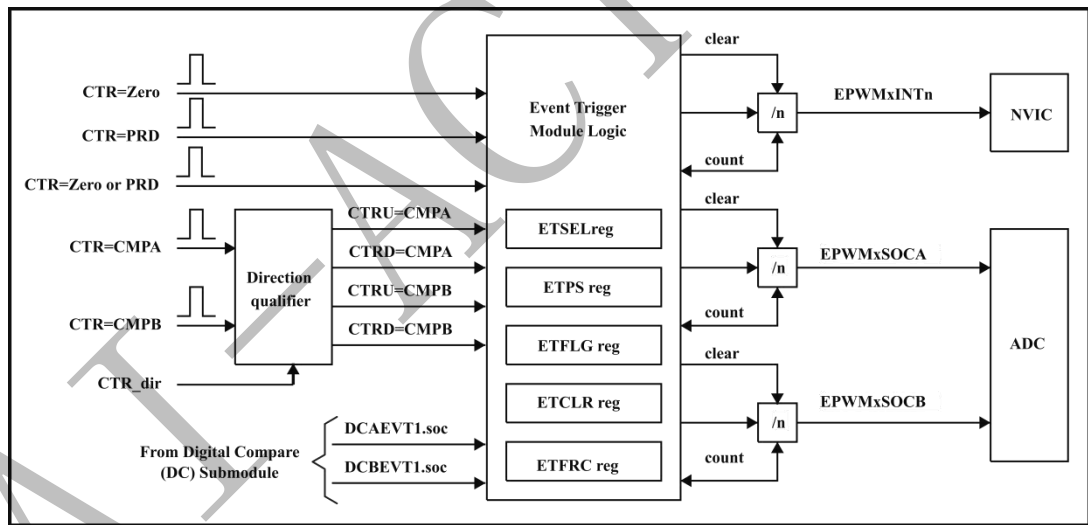 clear
CTR=Zero
Event Trigger
Module Logic
/n
EPWMxINTn
NVIC
CTR=PRD
count
CTR=Zero or PRD
clear
CTRU=CMPA
ETSELreg
CTR=CMPA
CTRD=CMPA
/n
EPWMxSOCA
Direction
qualifier
ETPS reg
CTRU=CMPB
CTR=CMPB
count
CTRD=CMPB
ETFLG reg
ADC
clear
CTR_dir
ETCLR reg
EPWMxSOCB
/n
DCAEVT1.soc
From Digital Compare
(DC) Submodule
count
DCBEVT1.soc
ETFRC reg